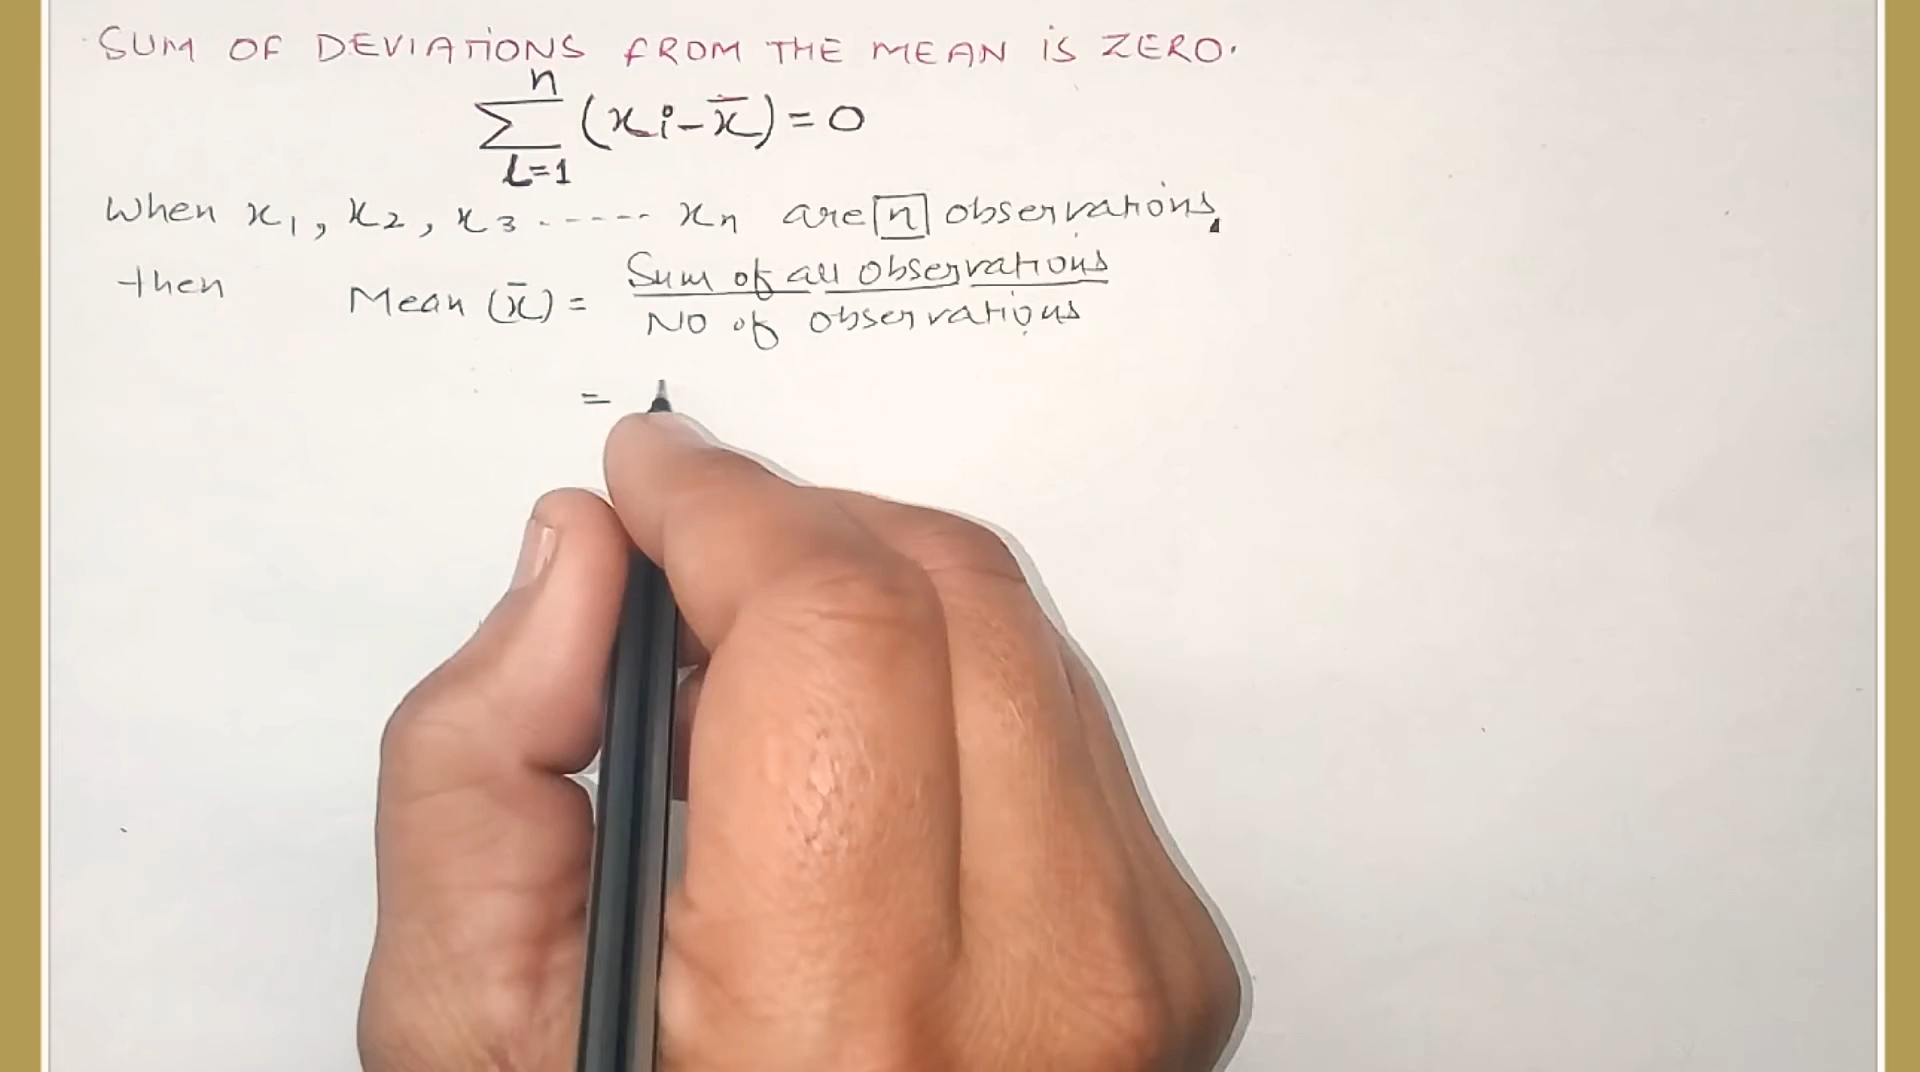 SUM OF DEVIATIONS FROM THE MEAN IS ZERO.
n
∑ (xi - x̄) = 0
i=1
When x1, x2, x3 ------ xn are n observations,
then Mean (x̄) = Sum of all observations
No of observations
=